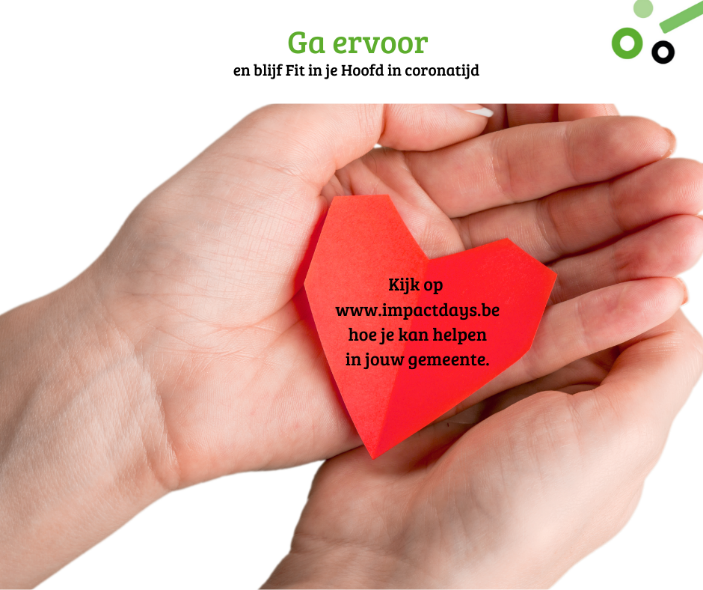 Ga ervoor
en blijf Fit in je Hoofd in coronatijd
Kijk op
www.impactdays.be
hoe je kan helpen
in jouw gemeente.